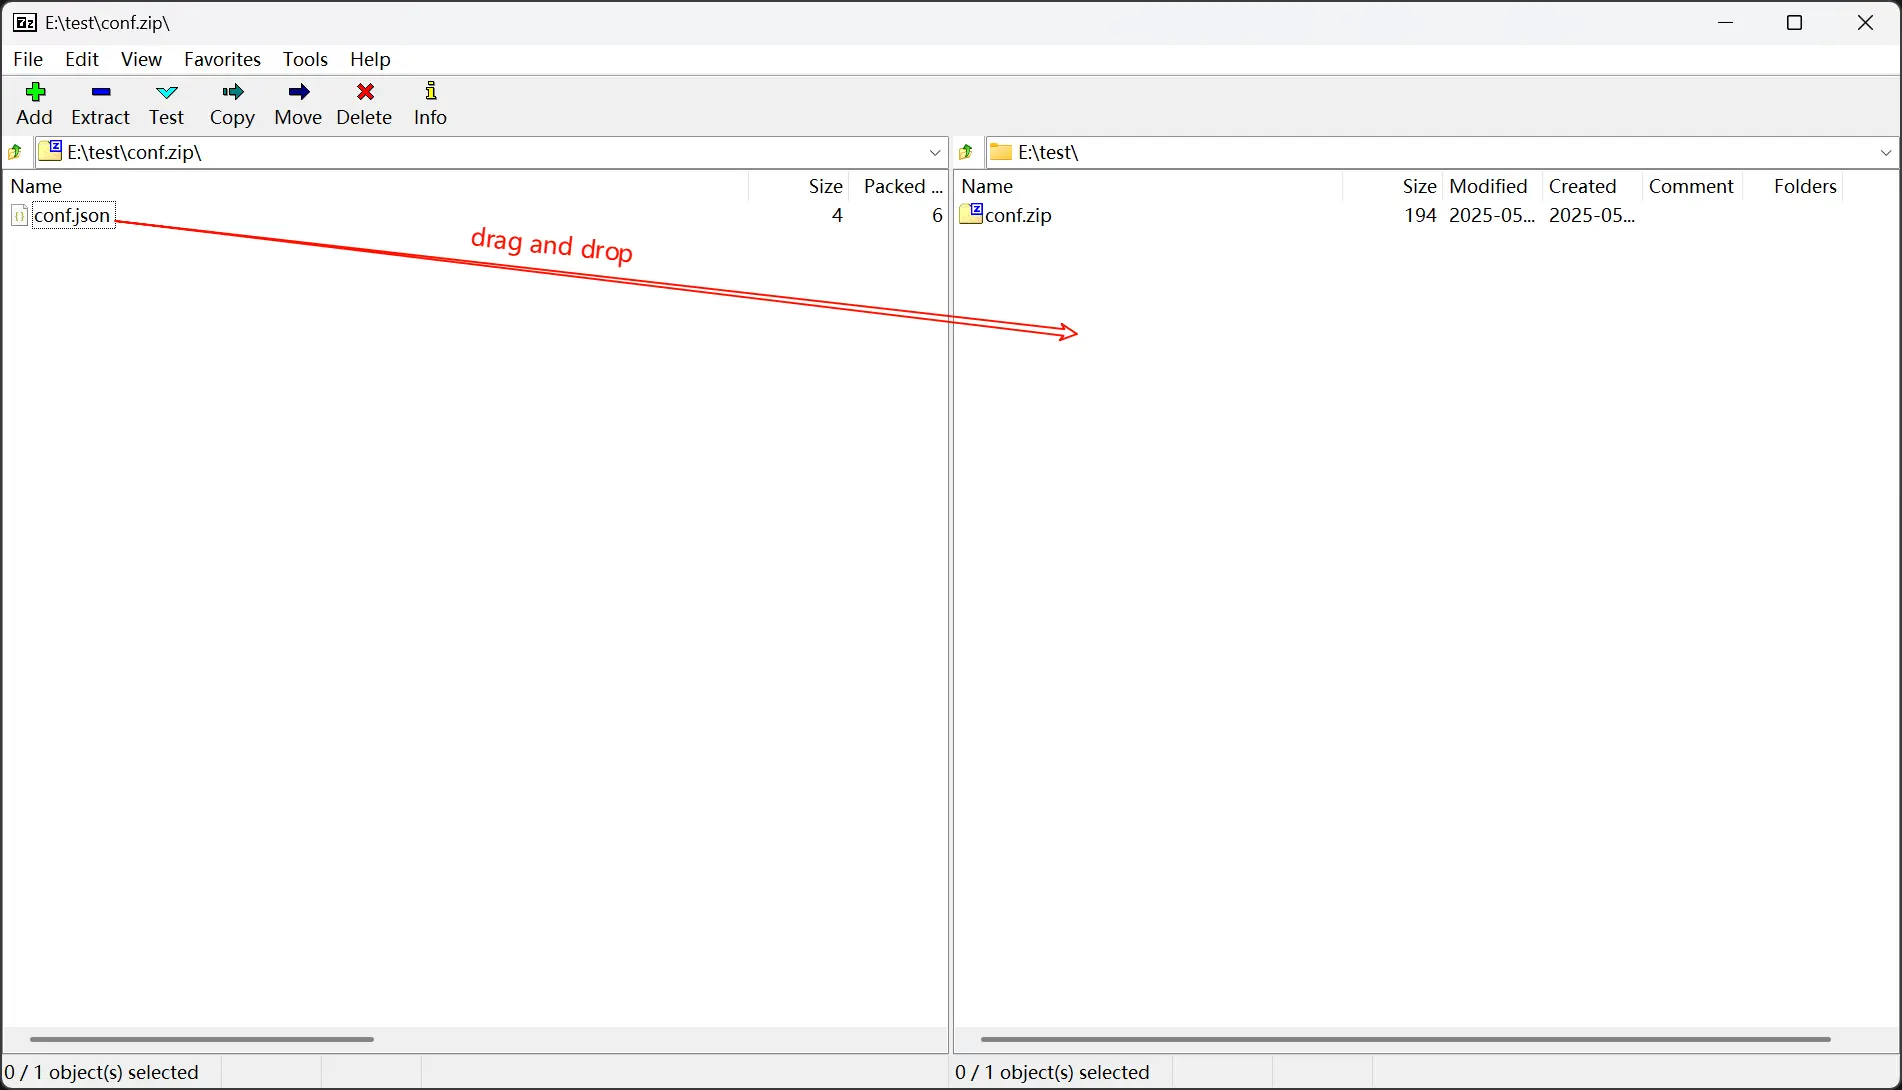 E:\test\conf.zip\
File Edit View Favorites Tools Help
Add Extract Test Copy Move Delete Info
E:\test\conf.zip\
Name Size Packed ...
conf.json 4 6
drag and drop
0 / 1 object(s) selected
E:\test\
Name Size Modified Created Comment Folders
conf.zip 194 2025-05... 2025-05...
0 / 1 object(s) selected